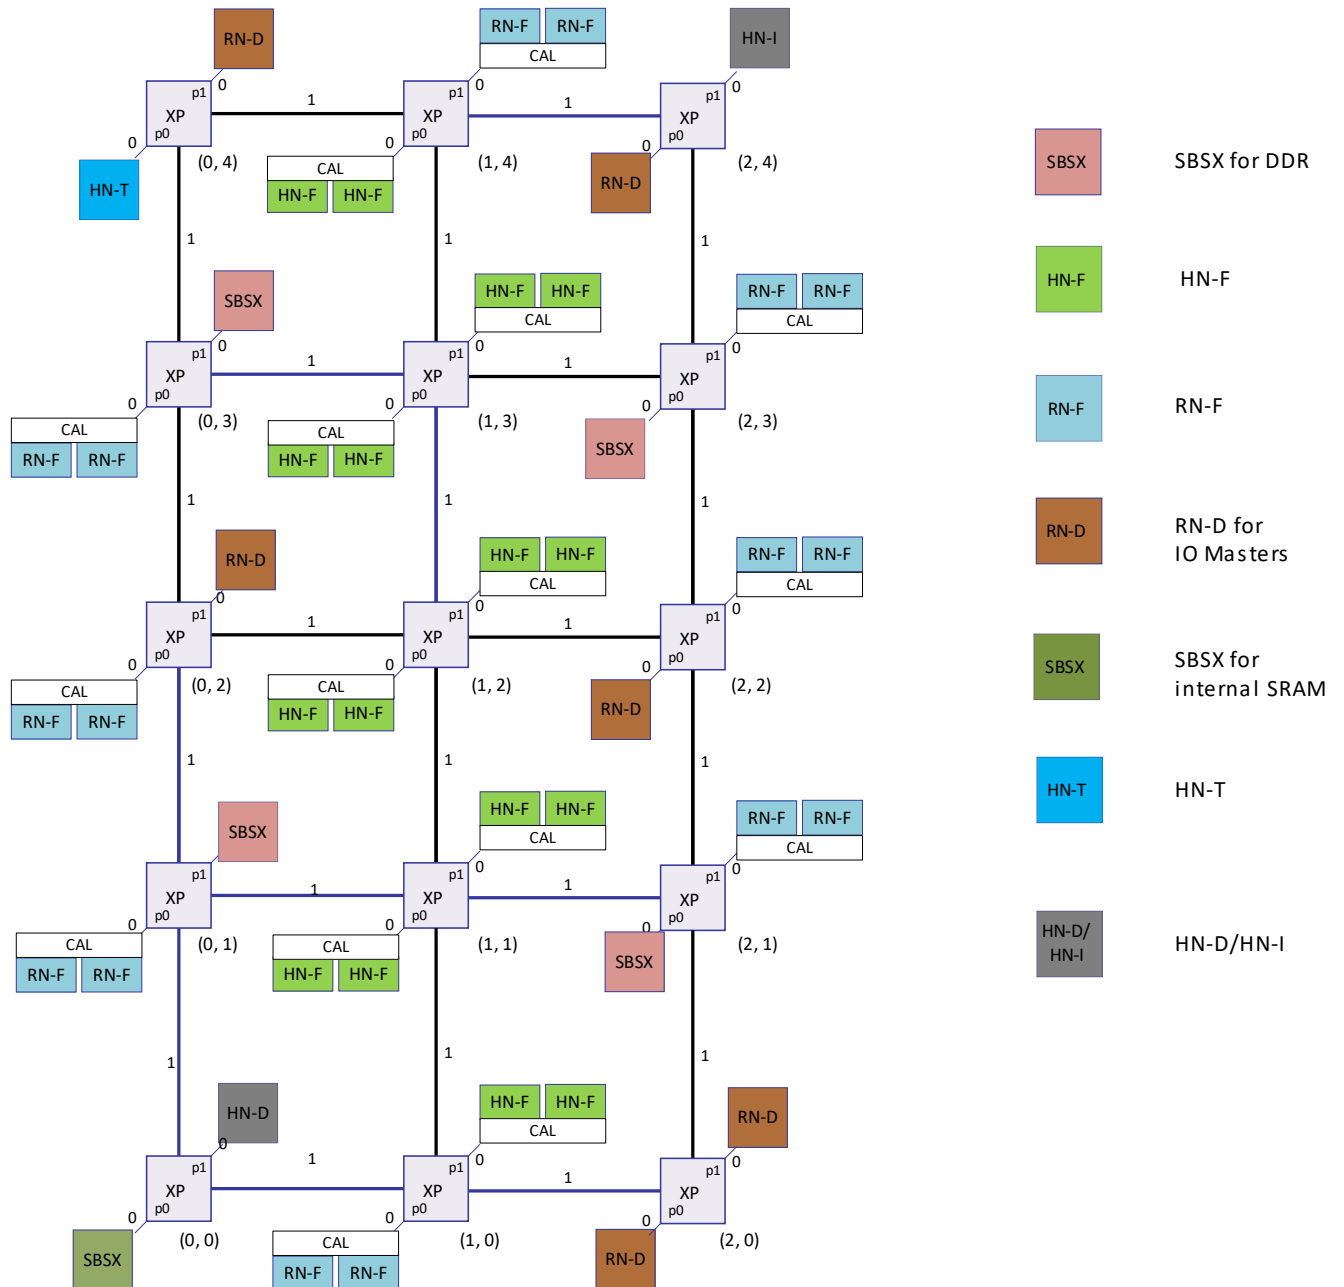 RN-D
RN-F RN-F
CAL
HN-I
0
0
0
p1
XP
p0
1
p1
XP
p0
1
p1
XP
p0
0
0
0
(0, 4)
(1, 4)
(2, 4)
HN-T
CAL
HN-F HN-F
RN-D
SBSX
SBSX for DDR
1
1
1
SBSX
HN-F HN-F
CAL
RN-F RN-F
CAL
HN-F
HN-F
0
0
0
p1
XP
p0
1
p1
XP
p0
1
p1
XP
p0
0
0
0
(0, 3)
(1, 3)
(2, 3)
CAL
RN-F RN-F
CAL
HN-F HN-F
SBSX
RN-F
RN-F
1
1
1
RN-D
HN-F HN-F
CAL
RN-F RN-F
CAL
RN-D
RN-D for
IO Masters
0
0
0
p1
XP
p0
1
p1
XP
p0
1
p1
XP
p0
0
0
0
(0, 2)
(1, 2)
(2, 2)
CAL
RN-F RN-F
CAL
HN-F HN-F
RN-D
SBSX
SBSX for
internal SRAM
1
1
1
SBSX
HN-F HN-F
CAL
RN-F RN-F
CAL
HN-T
HN-T
0
0
0
p1
XP
p0
1
p1
XP
p0
1
p1
XP
p0
0
0
0
(0, 1)
(1, 1)
(2, 1)
CAL
RN-F RN-F
CAL
HN-F HN-F
SBSX
HN-D/
HN-I
HN-D/HN-I
1
1
1
HN-D
HN-F HN-F
CAL
RN-D
0
0
0
p1
XP
p0
1
p1
XP
p0
1
p1
XP
p0
0
0
0
(0, 0)
(1, 0)
(2, 0)
SBSX
CAL
RN-F RN-F
RN-D